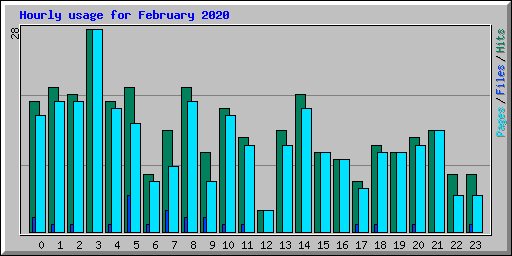 Hourly usage for February 2020
28
Pages/Files/Hits
0 1 2 3 4 5 6 7 8 9 10 11 12 13 14 15 16 17 18 19 20 21 22 23